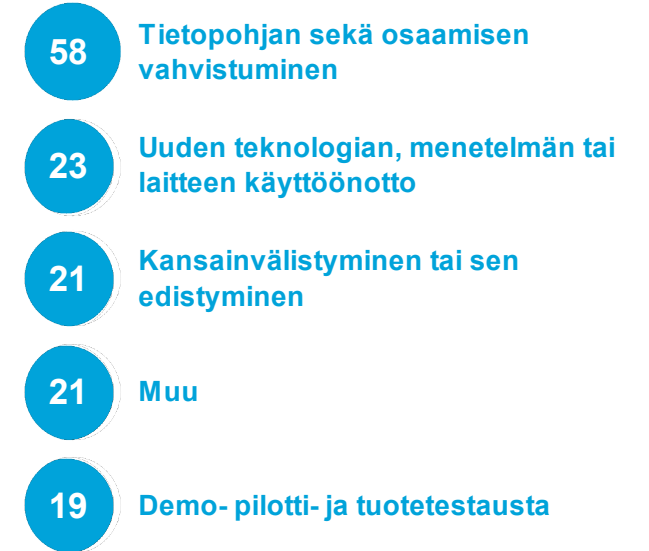 58
Tietopohjan sekä osaamisen
vahvistuminen
23
Uuden teknologian, menetelmän tai
laitteen käyttöönotto
21
Kansainvälistyminen tai sen
edistyminen
21
Muu
19
Demo- pilotti- ja tuotetestausta